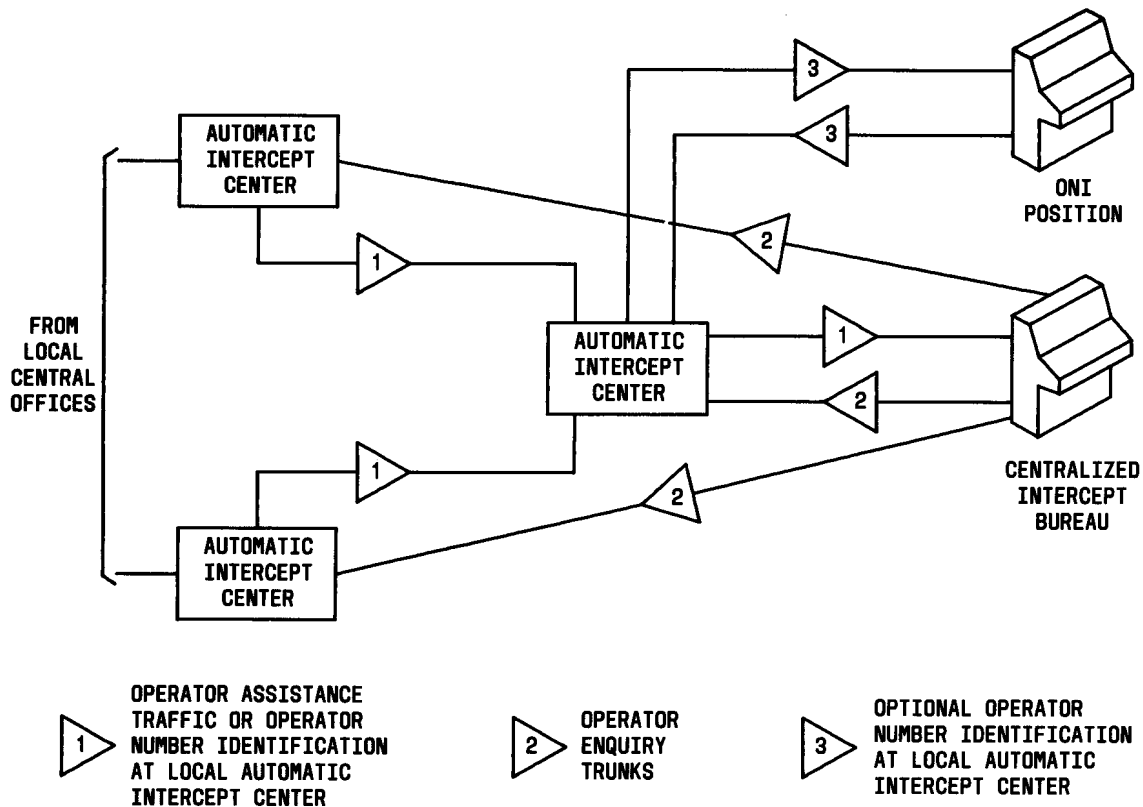 3
3
ONI
POSITION
AUTOMATIC
INTERCEPT
CENTER
2
1
FROM
LOCAL
CENTRAL
OFFICES
AUTOMATIC
INTERCEPT
CENTER
1
2
1
2
CENTRALIZED
INTERCEPT
BUREAU
AUTOMATIC
INTERCEPT
CENTER
1
OPERATOR ASSISTANCE
TRAFFIC OR OPERATOR
NUMBER IDENTIFICATION
AT LOCAL AUTOMATIC
INTERCEPT CENTER
2
OPERATOR
ENQUIRY
TRUNKS
3
OPTIONAL OPERATOR
NUMBER IDENTIFICATION
AT LOCAL AUTOMATIC
INTERCEPT CENTER